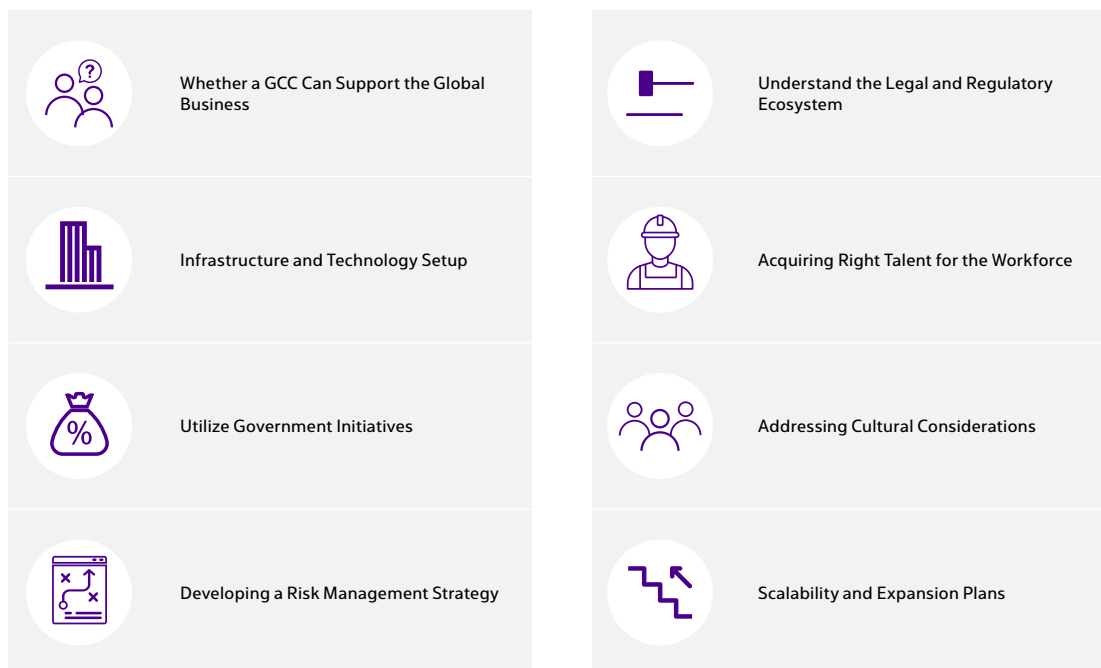 ?
Whether a GCC Can Support the Global
Business
Understand the Legal and Regulatory
Ecosystem
Infrastructure and Technology Setup
Acquiring Right Talent for the Workforce
%
Utilize Government Initiatives
Addressing Cultural Considerations
Developing a Risk Management Strategy
Scalability and Expansion Plans